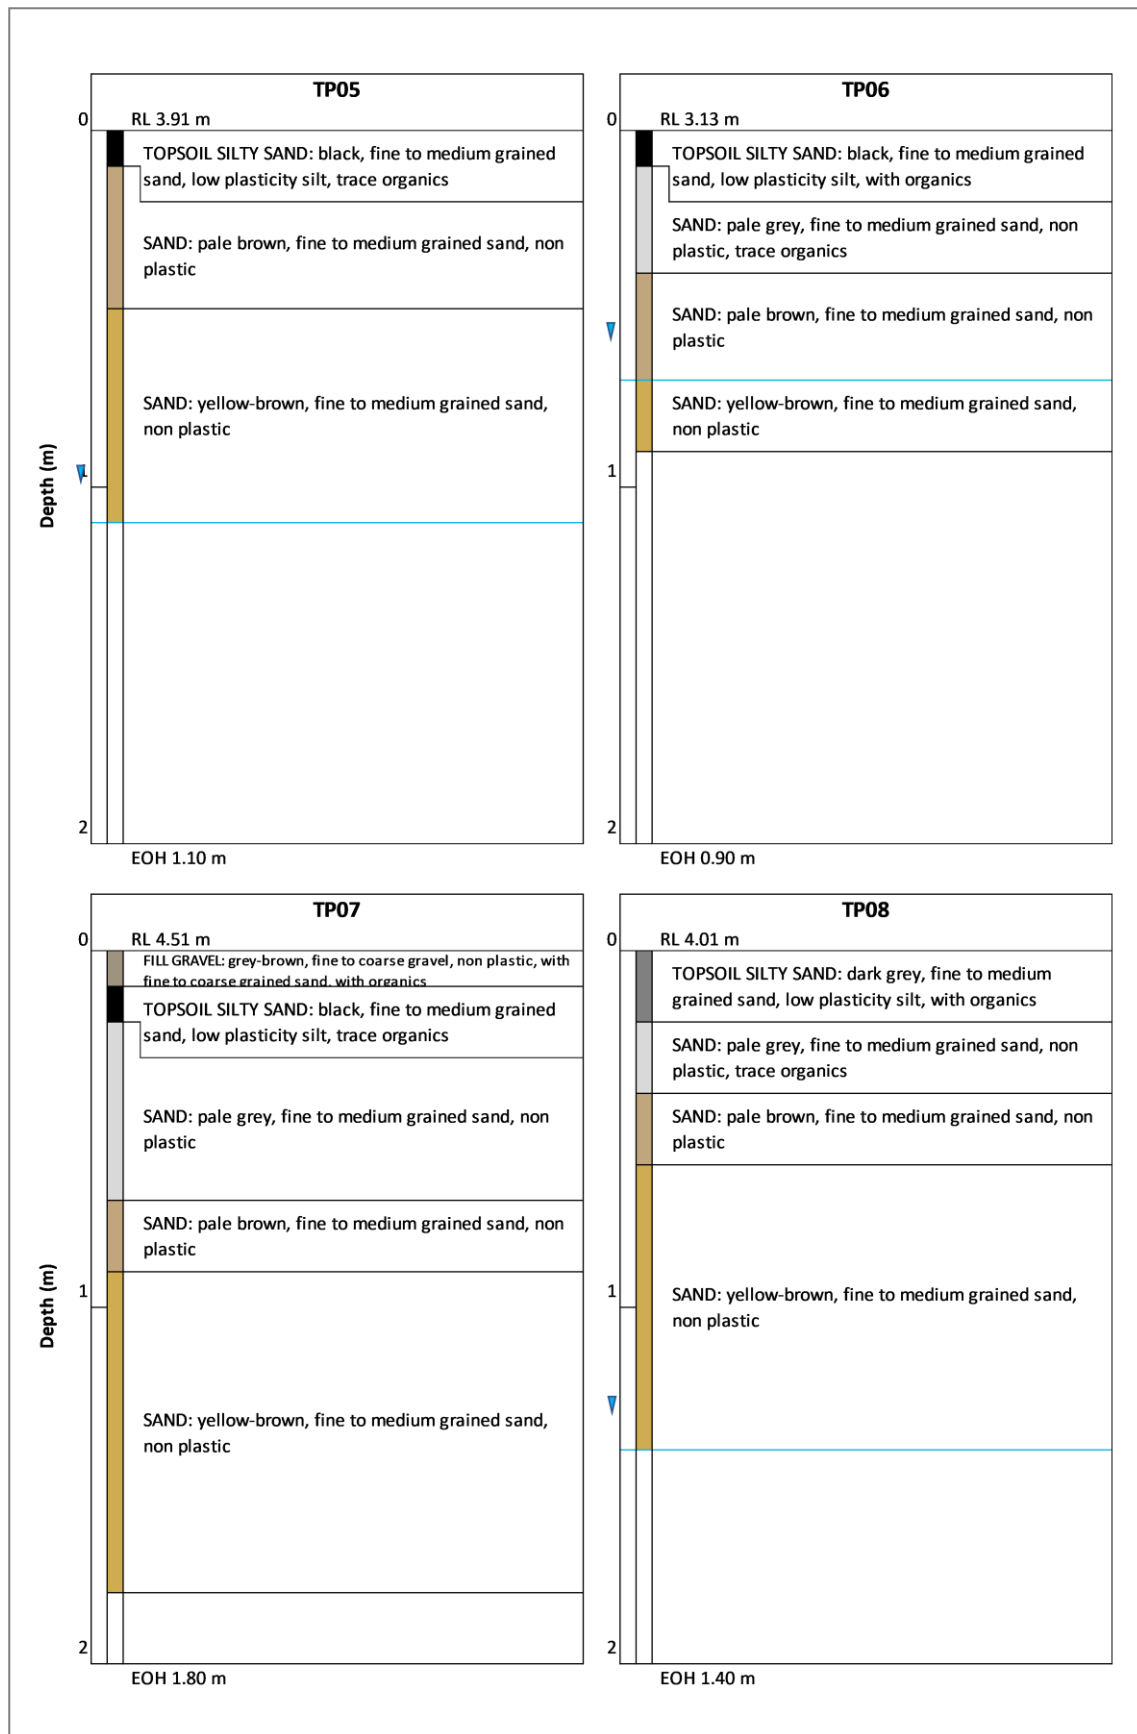 TP05
0
RL 3.91 m
TOPSOIL SILTY SAND: black, fine to medium grained
sand, low plasticity silt, trace organics
SAND: pale brown, fine to medium grained sand, non
plastic
SAND: yellow-brown, fine to medium grained sand,
non plastic
Depth (m)
1
2
EOH 1.10 m
TP06
0
RL 3.13 m
TOPSOIL SILTY SAND: black, fine to medium grained
sand, low plasticity silt, with organics
SAND: pale grey, fine to medium grained sand, non
plastic, trace organics
SAND: pale brown, fine to medium grained sand, non
plastic
SAND: yellow-brown, fine to medium grained sand,
non plastic
1
2
EOH 0.90 m
TP07
0
RL 4.51 m
FILL GRAVEL: grey-brown, fine to coarse gravel, non plastic, with
fine to coarse grained sand, with organics
TOPSOIL SILTY SAND: black, fine to medium grained
sand, low plasticity silt, trace organics
SAND: pale grey, fine to medium grained sand, non
plastic
SAND: pale brown, fine to medium grained sand, non
plastic
Depth (m)
1
SAND: yellow-brown, fine to medium grained sand,
non plastic
2
EOH 1.80 m
TP08
0
RL 4.01 m
TOPSOIL SILTY SAND: dark grey, fine to medium
grained sand, low plasticity silt, with organics
SAND: pale grey, fine to medium grained sand, non
plastic, trace organics
SAND: pale brown, fine to medium grained sand, non
plastic
1
SAND: yellow-brown, fine to medium grained sand,
non plastic
2
EOH 1.40 m